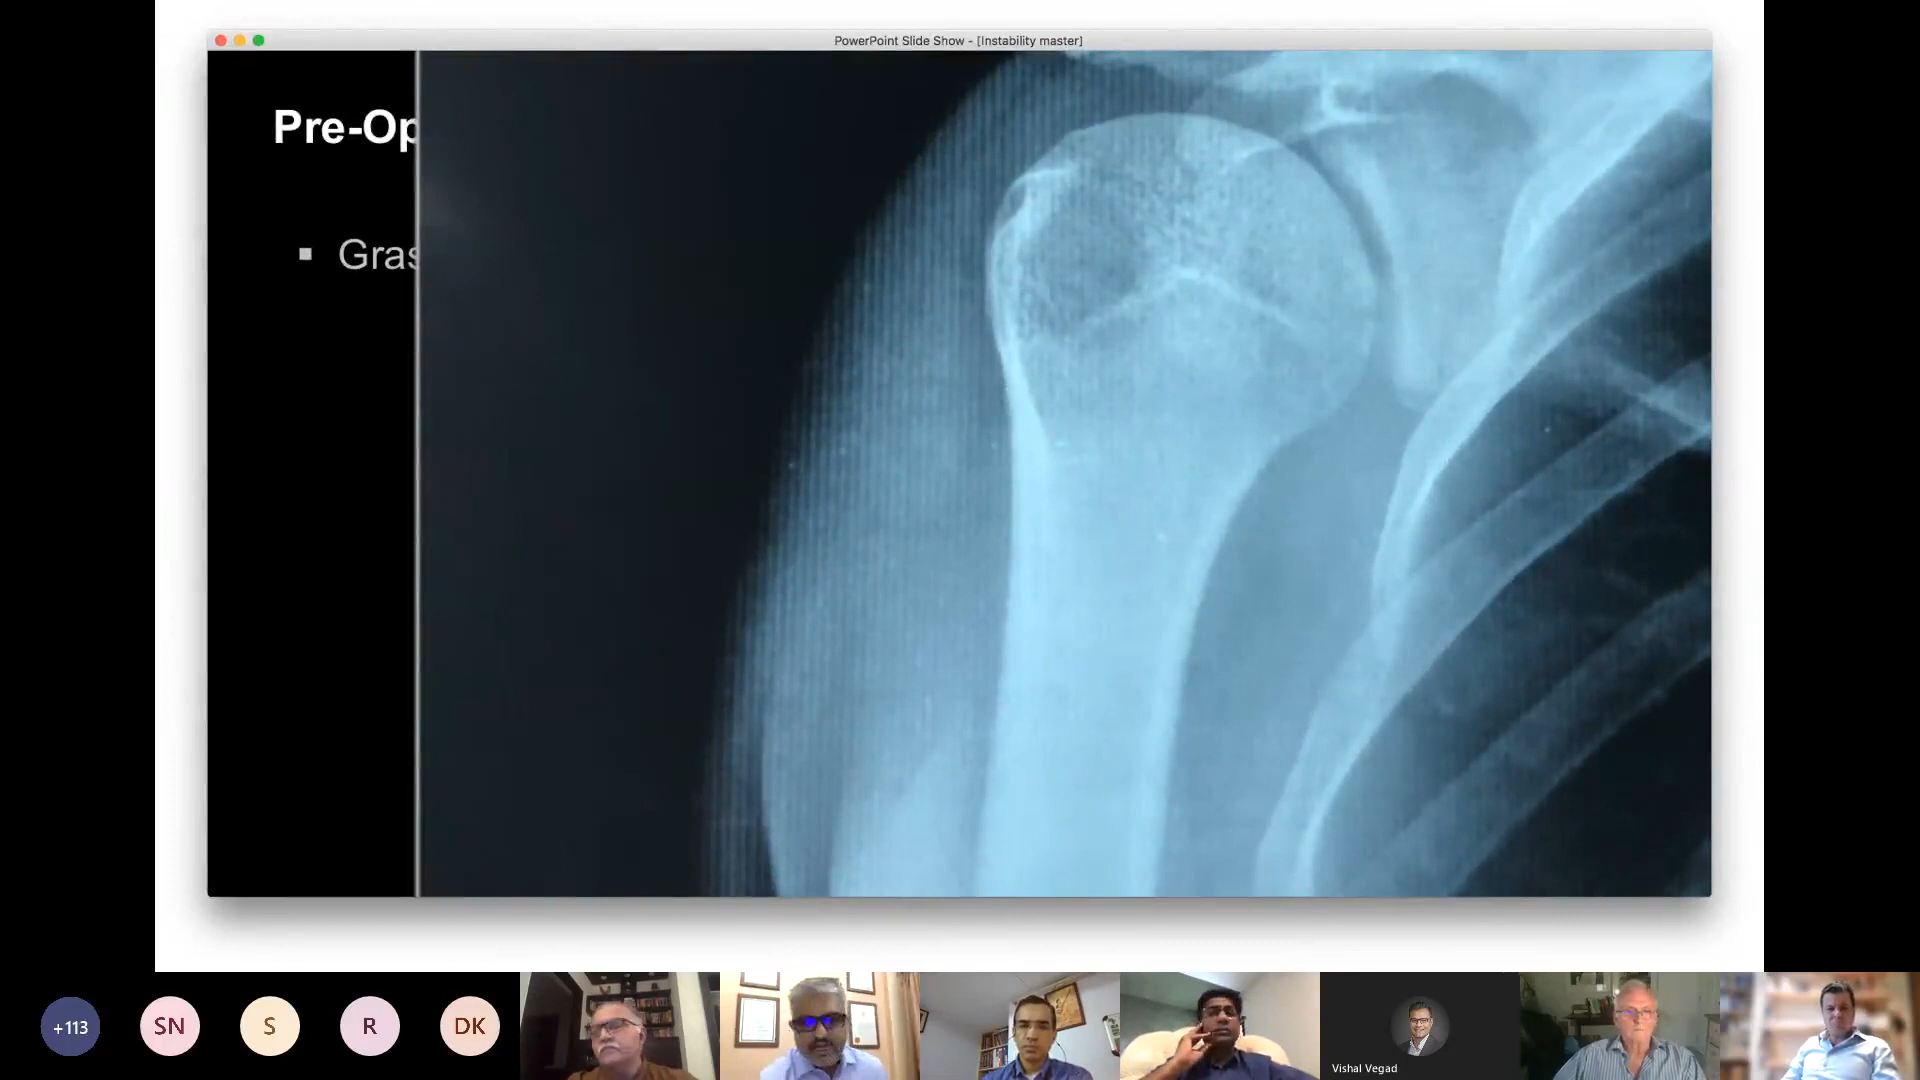 PowerPoint Slide Show - [Instability master]
Pre-Op
▪ Gras
+113
SN
S
R
DK
Vishal Vegad